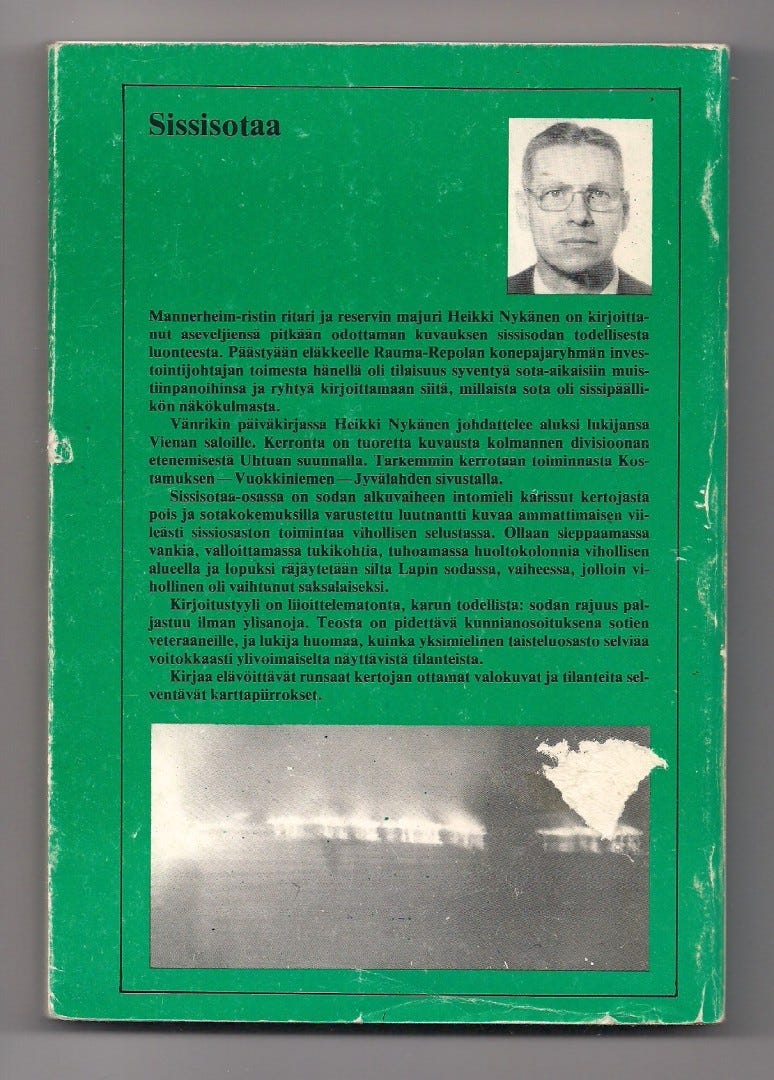 Sissisotaa
Mannerheim-ristin ritari ja reservin majuri Heikki Nykänen on kirjoitta-
nut aseveljiensä pitkään odottaman kuvauksen sissisodan todellisesta
luonteesta. Päästyään eläkkeelle Rauma-Repolan konepajaryhmän inves-
tointijohtajan toimesta hänellä oli tilaisuus syventyä sota-aikaisiin muis-
tiinpanoihinsa ja ryhtyä kirjoittamaan siitä, millaista sota oli sissipäälli-
kön näkökulmasta.
Vänrikin päiväkirjassa Heikki Nykänen johdattelee aluksi lukijansa
Vienan saloille. Kerronta on tuoretta kuvausta kolmannen divisioonan
etenemisestä Uhtuan suunnalla. Tarkemmin kerrotaan toiminnasta Kos-
tamuksen — Vuokkiniemen — Jyvälahden sivustalla.
Sissisotaa-osassa on sodan alkuvaiheen intomieli karissut kertojasta
pois ja sotakokemuksilla varustettu luutnantti kuvaa ammattimaisen vii-
leästi sissiosaston toimintaa vihollisen selustassa. Ollaan sieppaamassa
vankia, valloittamassa tukikohtia, tuhoamassa huoltokolonnia vihollisen
alueella ja lopuksi räjäytetään silta Lapin sodassa, vaiheessa, jolloin vi-
hollinen oli vaihtunut saksalaiseksi.
Kirjoitustyyli on liioittelematonta, karun todellista: sodan rajuus pal-
jastuu ilman ylisanoja. Teosta on pidettävä kunnianosoituksena sotien
veteraaneille, ja lukija huomaa, kuinka yksimielinen taisteluosasto selviää
voitokkaasti ylivoimaiselta näyttävistä tilanteista.
Kirjaa elävöittävät runsaat kertojan ottamat valokuvat ja tilanteita sel-
ventävät karttapiirrokset.